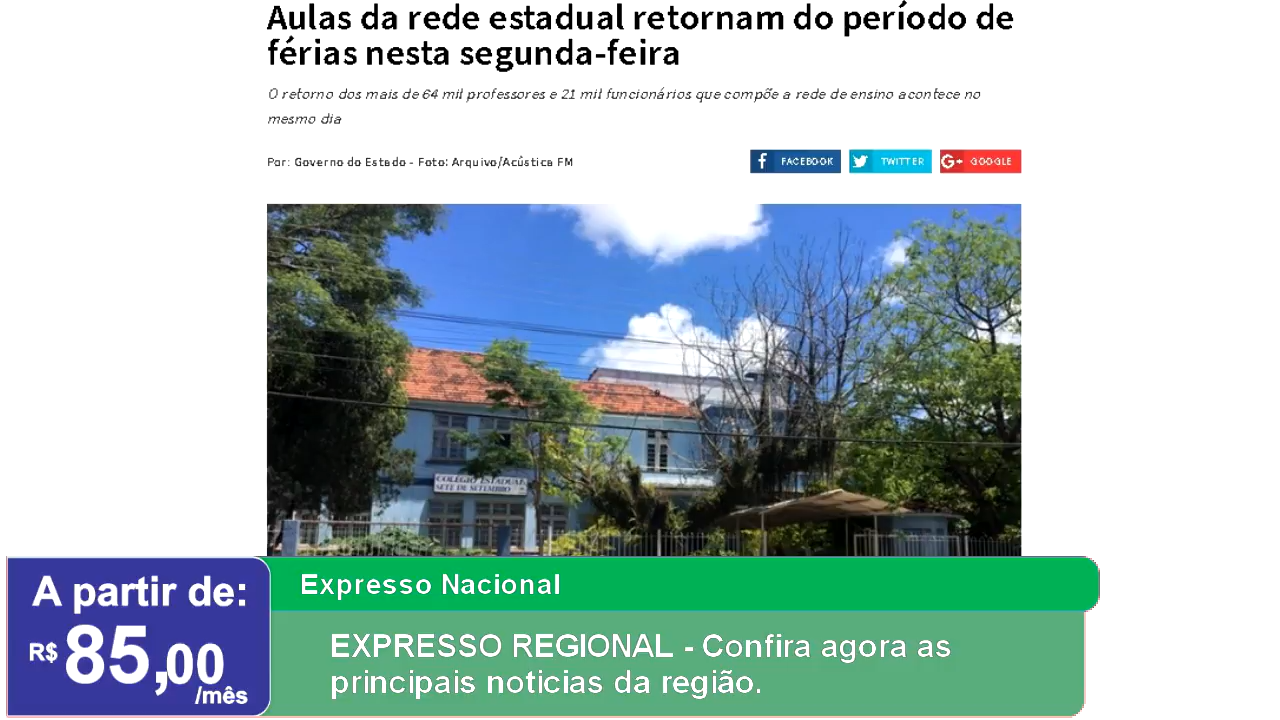 Aulas da rede estadual retornam do período de
férias nesta segunda-feira
O retorno dos mais de 64 mil professores e 21 mil funcionários que compõe a rede de ensino acontece no
mesmo dia
Por: Governo do Estado - Foto: Arquivo/Acústica FM
FACEBOOK
TWITTER
GOOGLE
COLÉGIO ESTADUAL
SETE DE SETEMBRO
A partir de:
R$ 85,00
/mês
Expresso Nacional
EXPRESSO REGIONAL - Confira agora as
principais noticias da região.